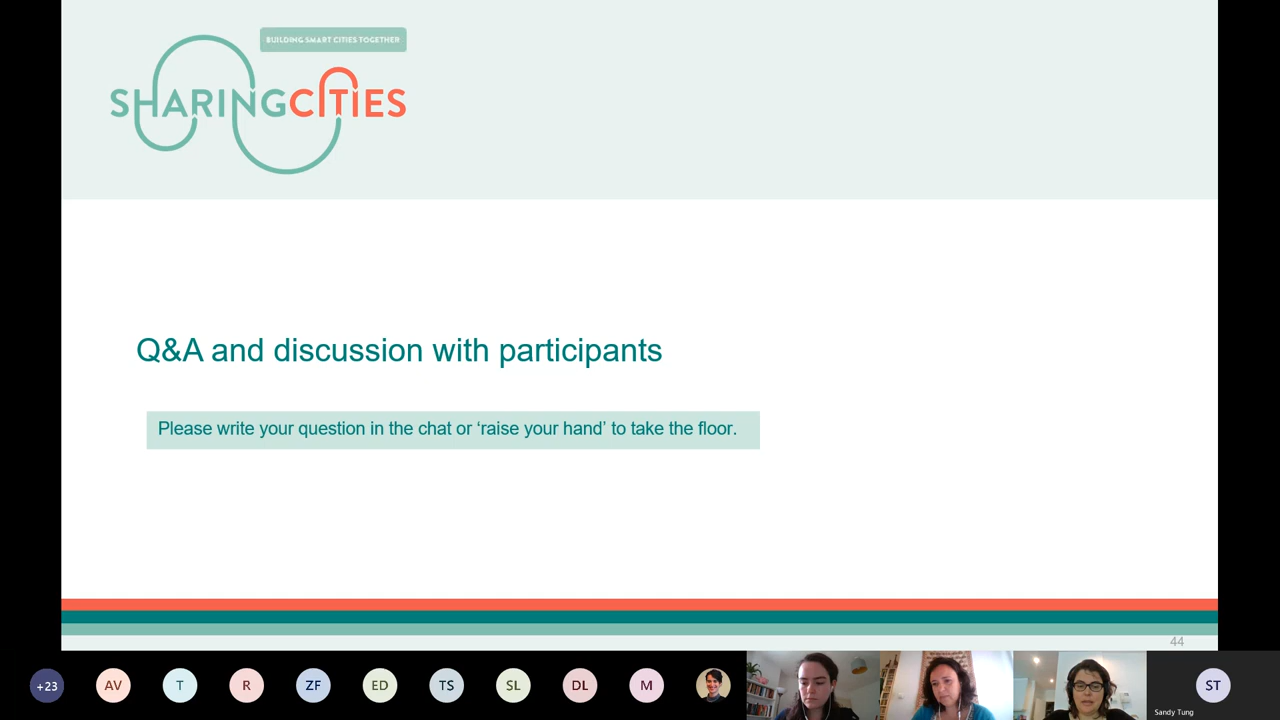 BUILDING SMART CITIES TOGETHER
SHARINGCITIES
Q&A and discussion with participants
Please write your question in the chat or ‘raise your hand’ to take the floor.
44
+23
AV
T
R
ZF
ED
TS
SL
DL
M
ST
Sandy Tung